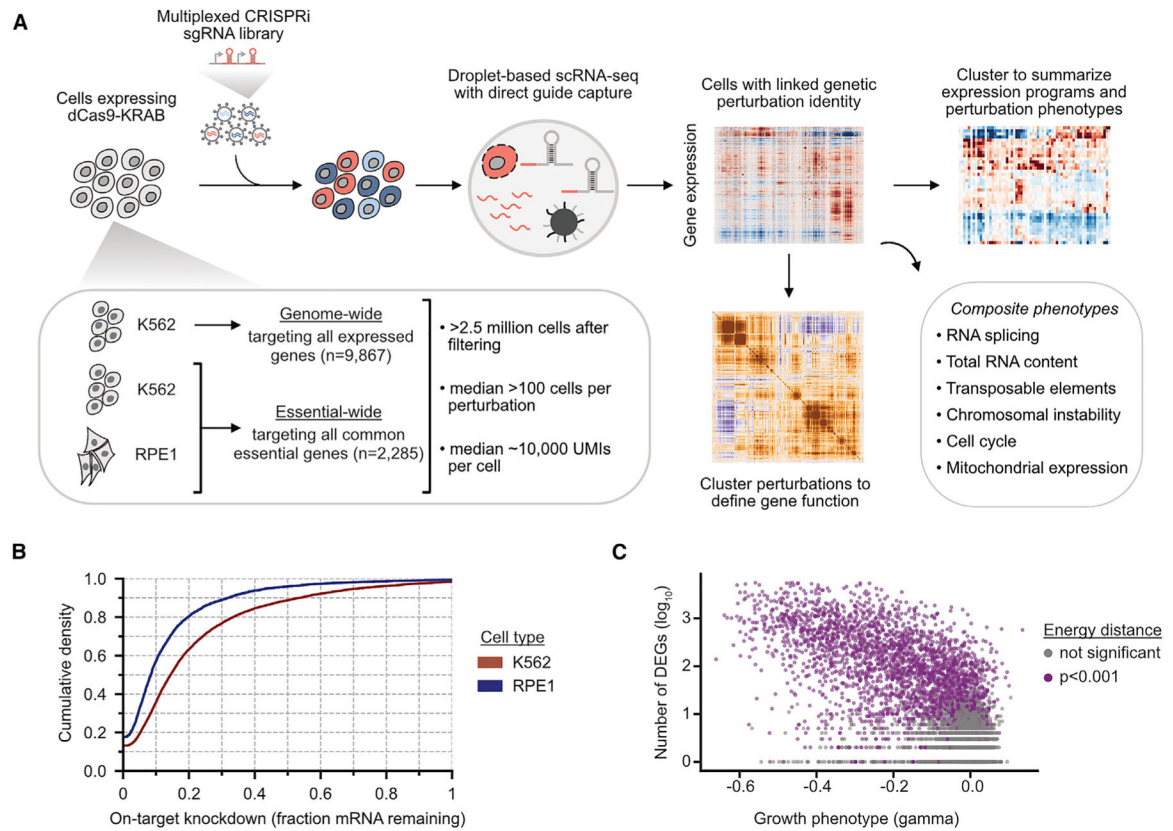 A
Multiplexed CRISPRi
sgRNA library
Cells expressing
dCas9-KRAB
Droplet-based scRNA-seq
with direct guide capture
Cells with linked genetic
perturbation identity
Gene expression
Cluster to summarize
expression programs and
perturbation phenotypes
K562
Genome-wide
targeting all expressed
genes (n=9,867)
K562
RPE1
Essential-wide
targeting all common
essential genes (n=2,285)
• >2.5 million cells after
filtering
• median >100 cells per
perturbation
• median ~10,000 UMIs
per cell
Cluster perturbations to
define gene function
Composite phenotypes
• RNA splicing
• Total RNA content
• Transposable elements
• Chromosomal instability
• Cell cycle
• Mitochondrial expression
B
Cumulative density
1.0
0.8
0.6
0.4
0.2
0.0
0 0.2 0.4 0.6 0.8 1
On-target knockdown (fraction mRNA remaining)
Cell type
K562
RPE1
C
Number of DEGs (log10)
3
2
1
0
-0.6 -0.4 -0.2 0.0
Growth phenotype (gamma)
Energy distance
not significant
p<0.001